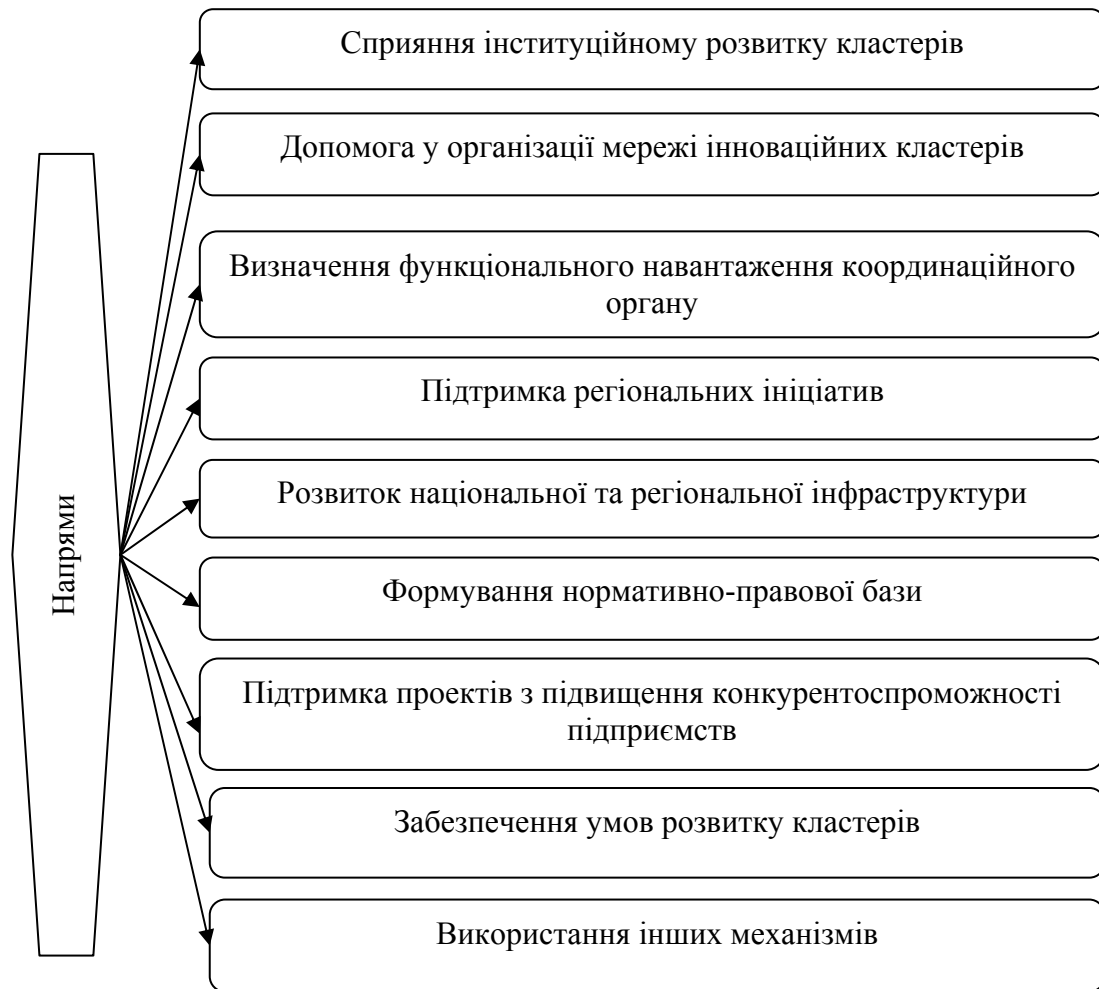 Сприяння інституційному розвитку кластерів
Допомога у організації мережі інноваційних кластерів
Визначення функціонального навантаження координаційного
органу
Підтримка регіональних ініціатив
Розвиток національної та регіональної інфраструктури
Напрями
Формування нормативно-правової бази
Підтримка проектів з підвищення конкурентоспроможності
підприємств
Забезпечення умов розвитку кластерів
Використання інших механізмів